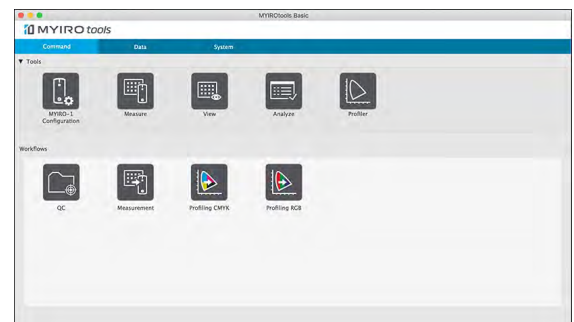 MYIROtools Basic
MYIRO tools
Command Data System
▼ Tools
MYIRO-1 Configuration
Measure
View
Analyze
Profiler
Workflows
QC
Measurement
Profiling CMYK
Profiling RGB